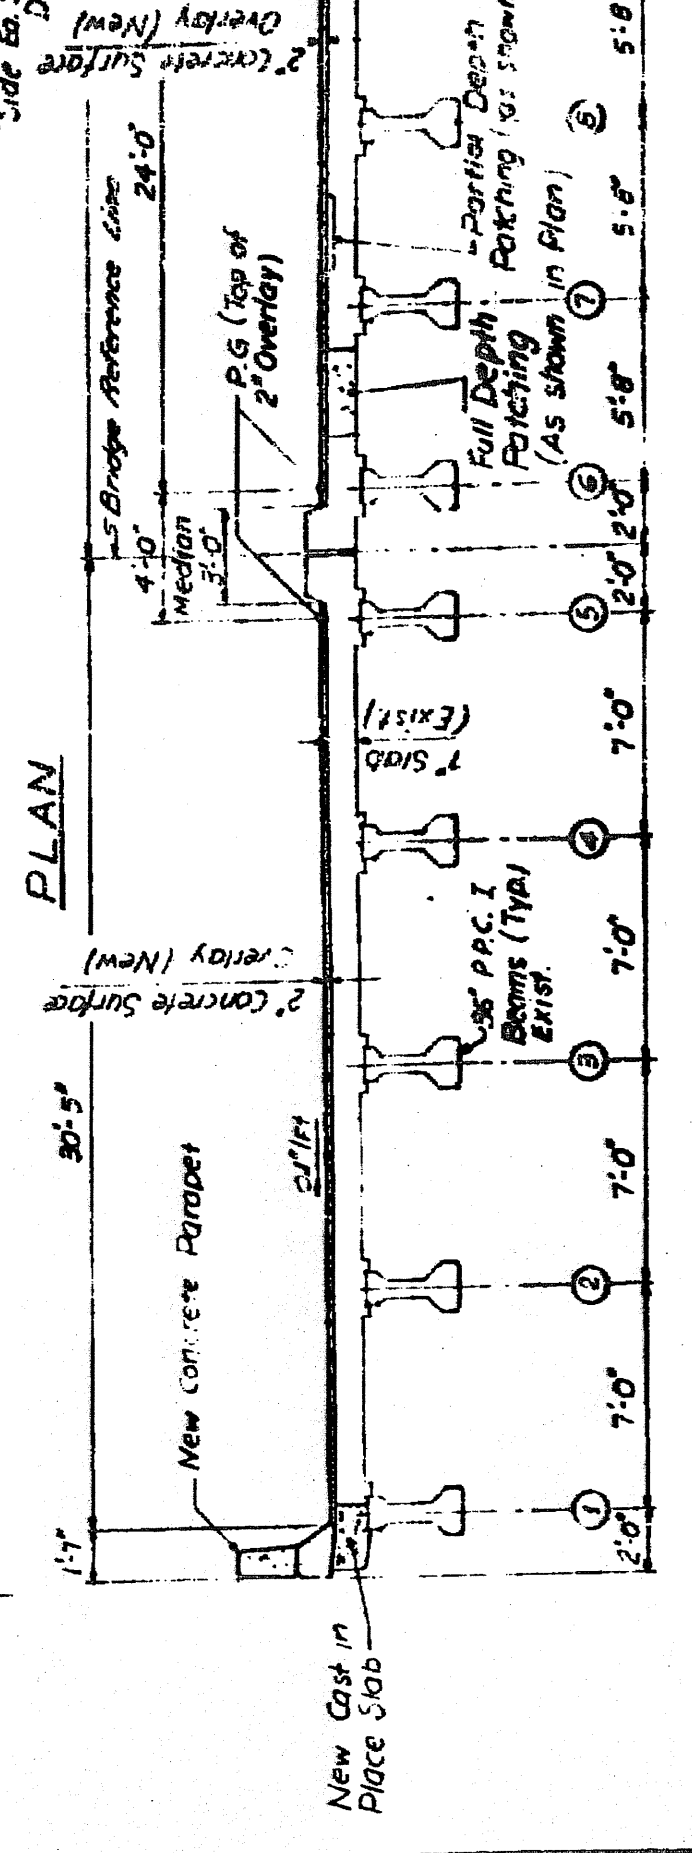 PLAN
1'-7"
30'-5"
Bridge Reference Line
4'-0"
Median
3'-0"
24'-0"
P.G (Top of
2" Overlay)
New Concrete Parapet
2" Concrete Surface
Overlay (New)
2" Concrete Surface
Overlay (New)
Side Ea.
New Cast in
Place Slab
36" P.P.C. I
Beams (Typ.)
Exist.
7" Slab
(Exist.)
Full Depth
Patching
(As shown in Plan)
Partial Depth
Patching (as shown
1
2
3
4
5
6
7
8
2'-0"
7'-0"
7'-0"
7'-0"
7'-0"
2'-0"
2'-0"
5'-8"
5'-8"
5'-8